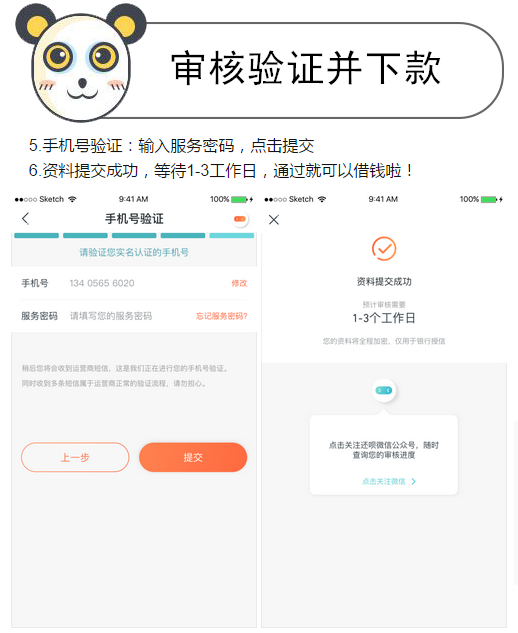 审核验证并下款
5.手机号验证：输入服务密码，点击提交
6.资料提交成功，等待1-3工作日，通过就可以借钱啦！
Sketch 9:41 AM 100%
手机号验证
请验证您实名认证的手机号
手机号 134 0565 6020 修改
服务密码 请填写您的服务密码 忘记服务密码?
稍后您将会收到运营商短信，这是我们正在进行您的手机号验证。
同时收到多条短信属于运营商正常的验证流程，请勿担心。
上一步 提交
Sketch 9:41 AM 100%
资料提交成功
预计审核需要
1-3个工作日
您的资料将全程加密，仅用于银行授信
点击关注还呗微信公众号，随时
查询您的审核进度
点击关注微信